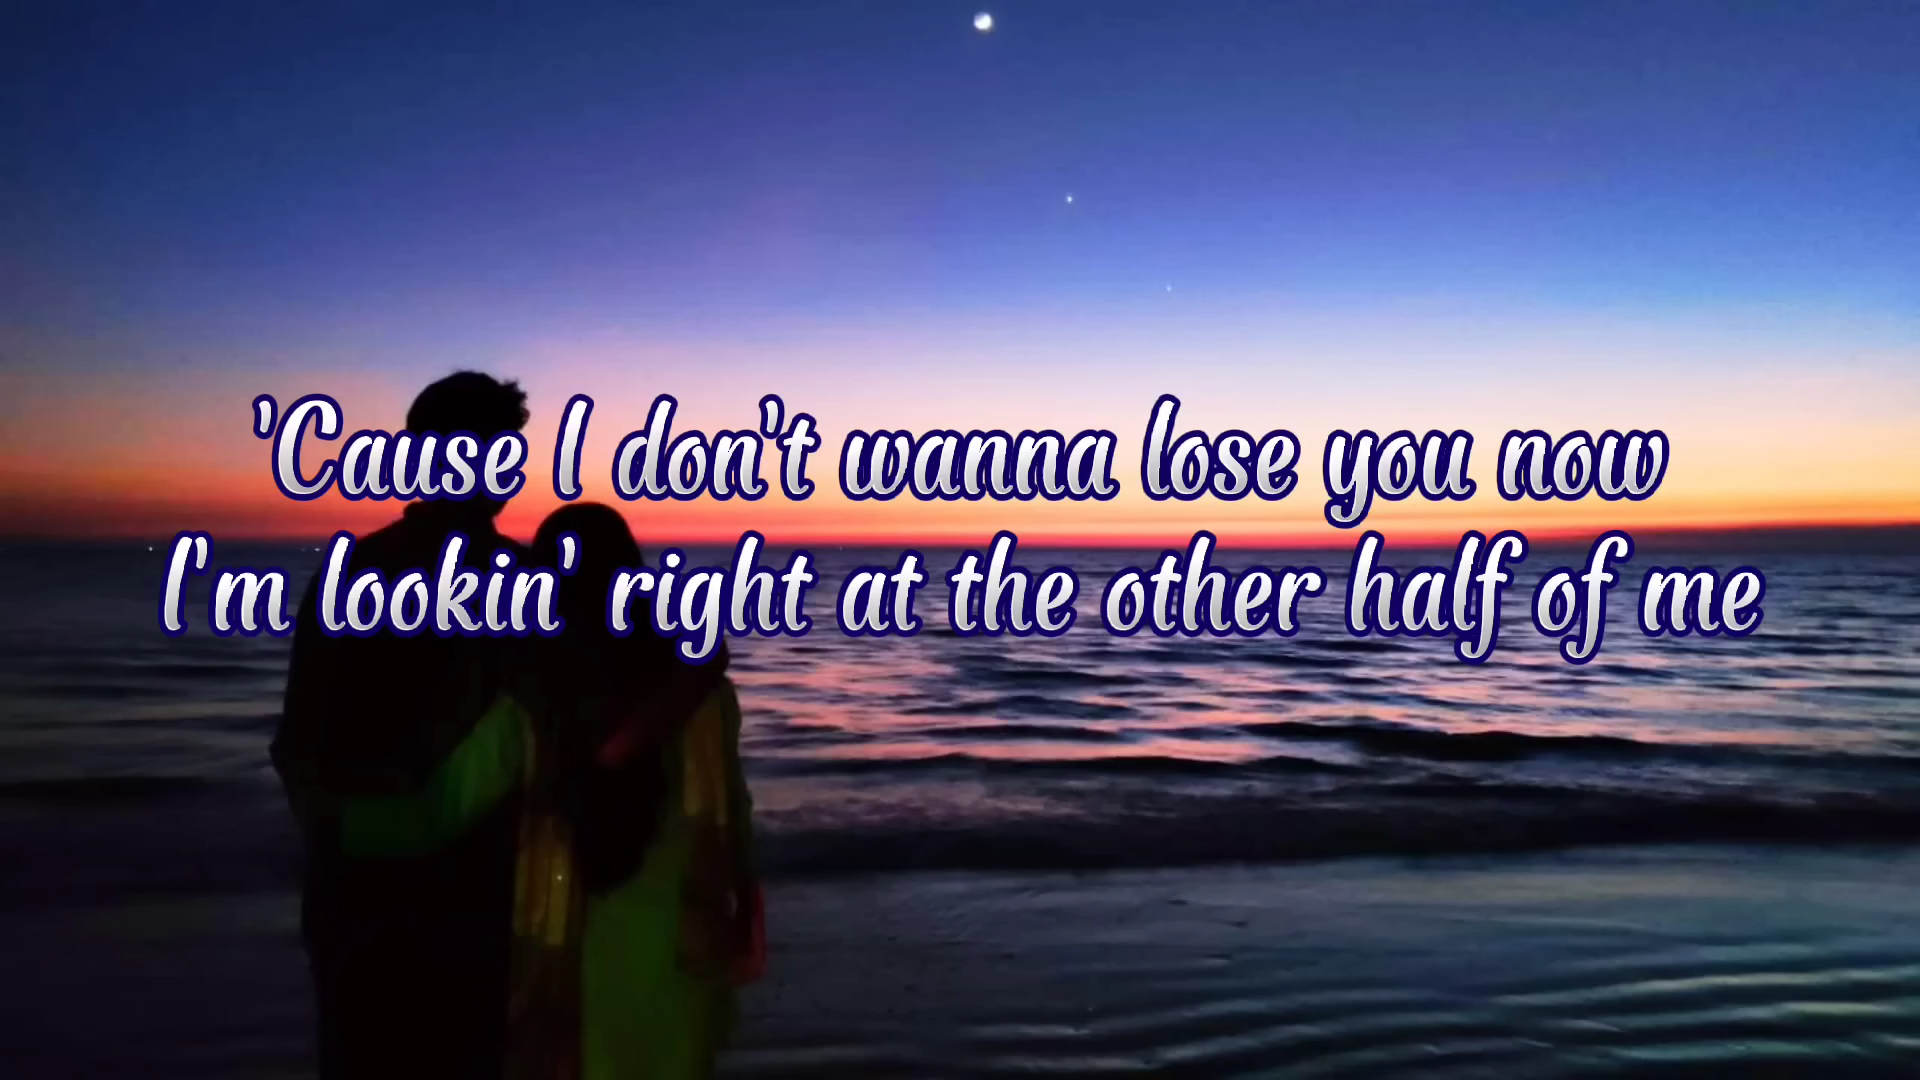 'Cause I don't wanna lose you now
I'm lookin' right at the other half of me